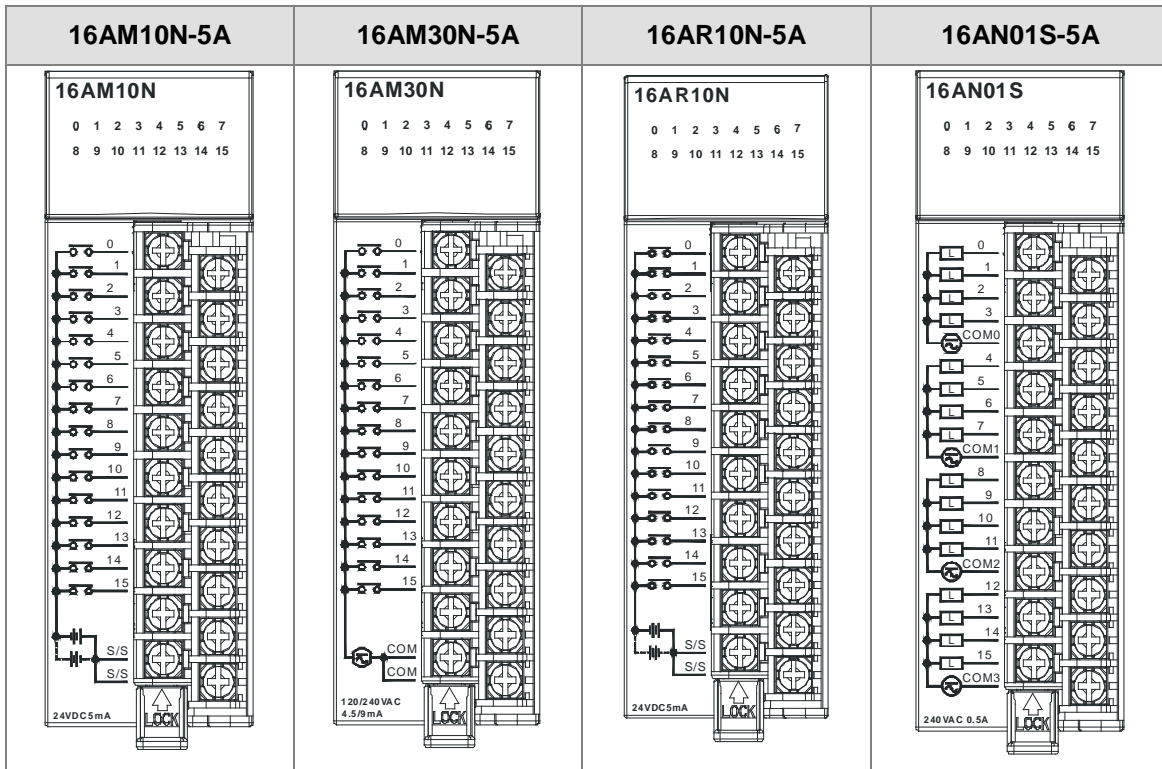 16AM10N-5A 16AM30N-5A 16AR10N-5A 16AN01S-5A
16AM10N
0 1 2 3 4 5 6 7
8 9 10 11 12 13 14 15
0
1
2
3
4
5
6
7
8
9
10
11
12
13
14
15
S/S
S/S
24VDC5mA
LOCK
16AM30N
0 1 2 3 4 5 6 7
8 9 10 11 12 13 14 15
0
1
2
3
4
5
6
7
8
9
10
11
12
13
14
15
COM
COM
120/240VAC
4.5/9mA
LOCK
16AR10N
0 1 2 3 4 5 6 7
8 9 10 11 12 13 14 15
0
1
2
3
4
5
6
7
8
9
10
11
12
13
14
15
S/S
S/S
24VDC5mA
LOCK
16AN01S
0 1 2 3 4 5 6 7
8 9 10 11 12 13 14 15
L 0
L 1
L 2
L 3
COM0
L 4
L 5
L 6
L 7
COM1
L 8
L 9
L 10
L 11
COM2
L 12
L 13
L 14
L 15
COM3
240VAC 0.5A
LOCK